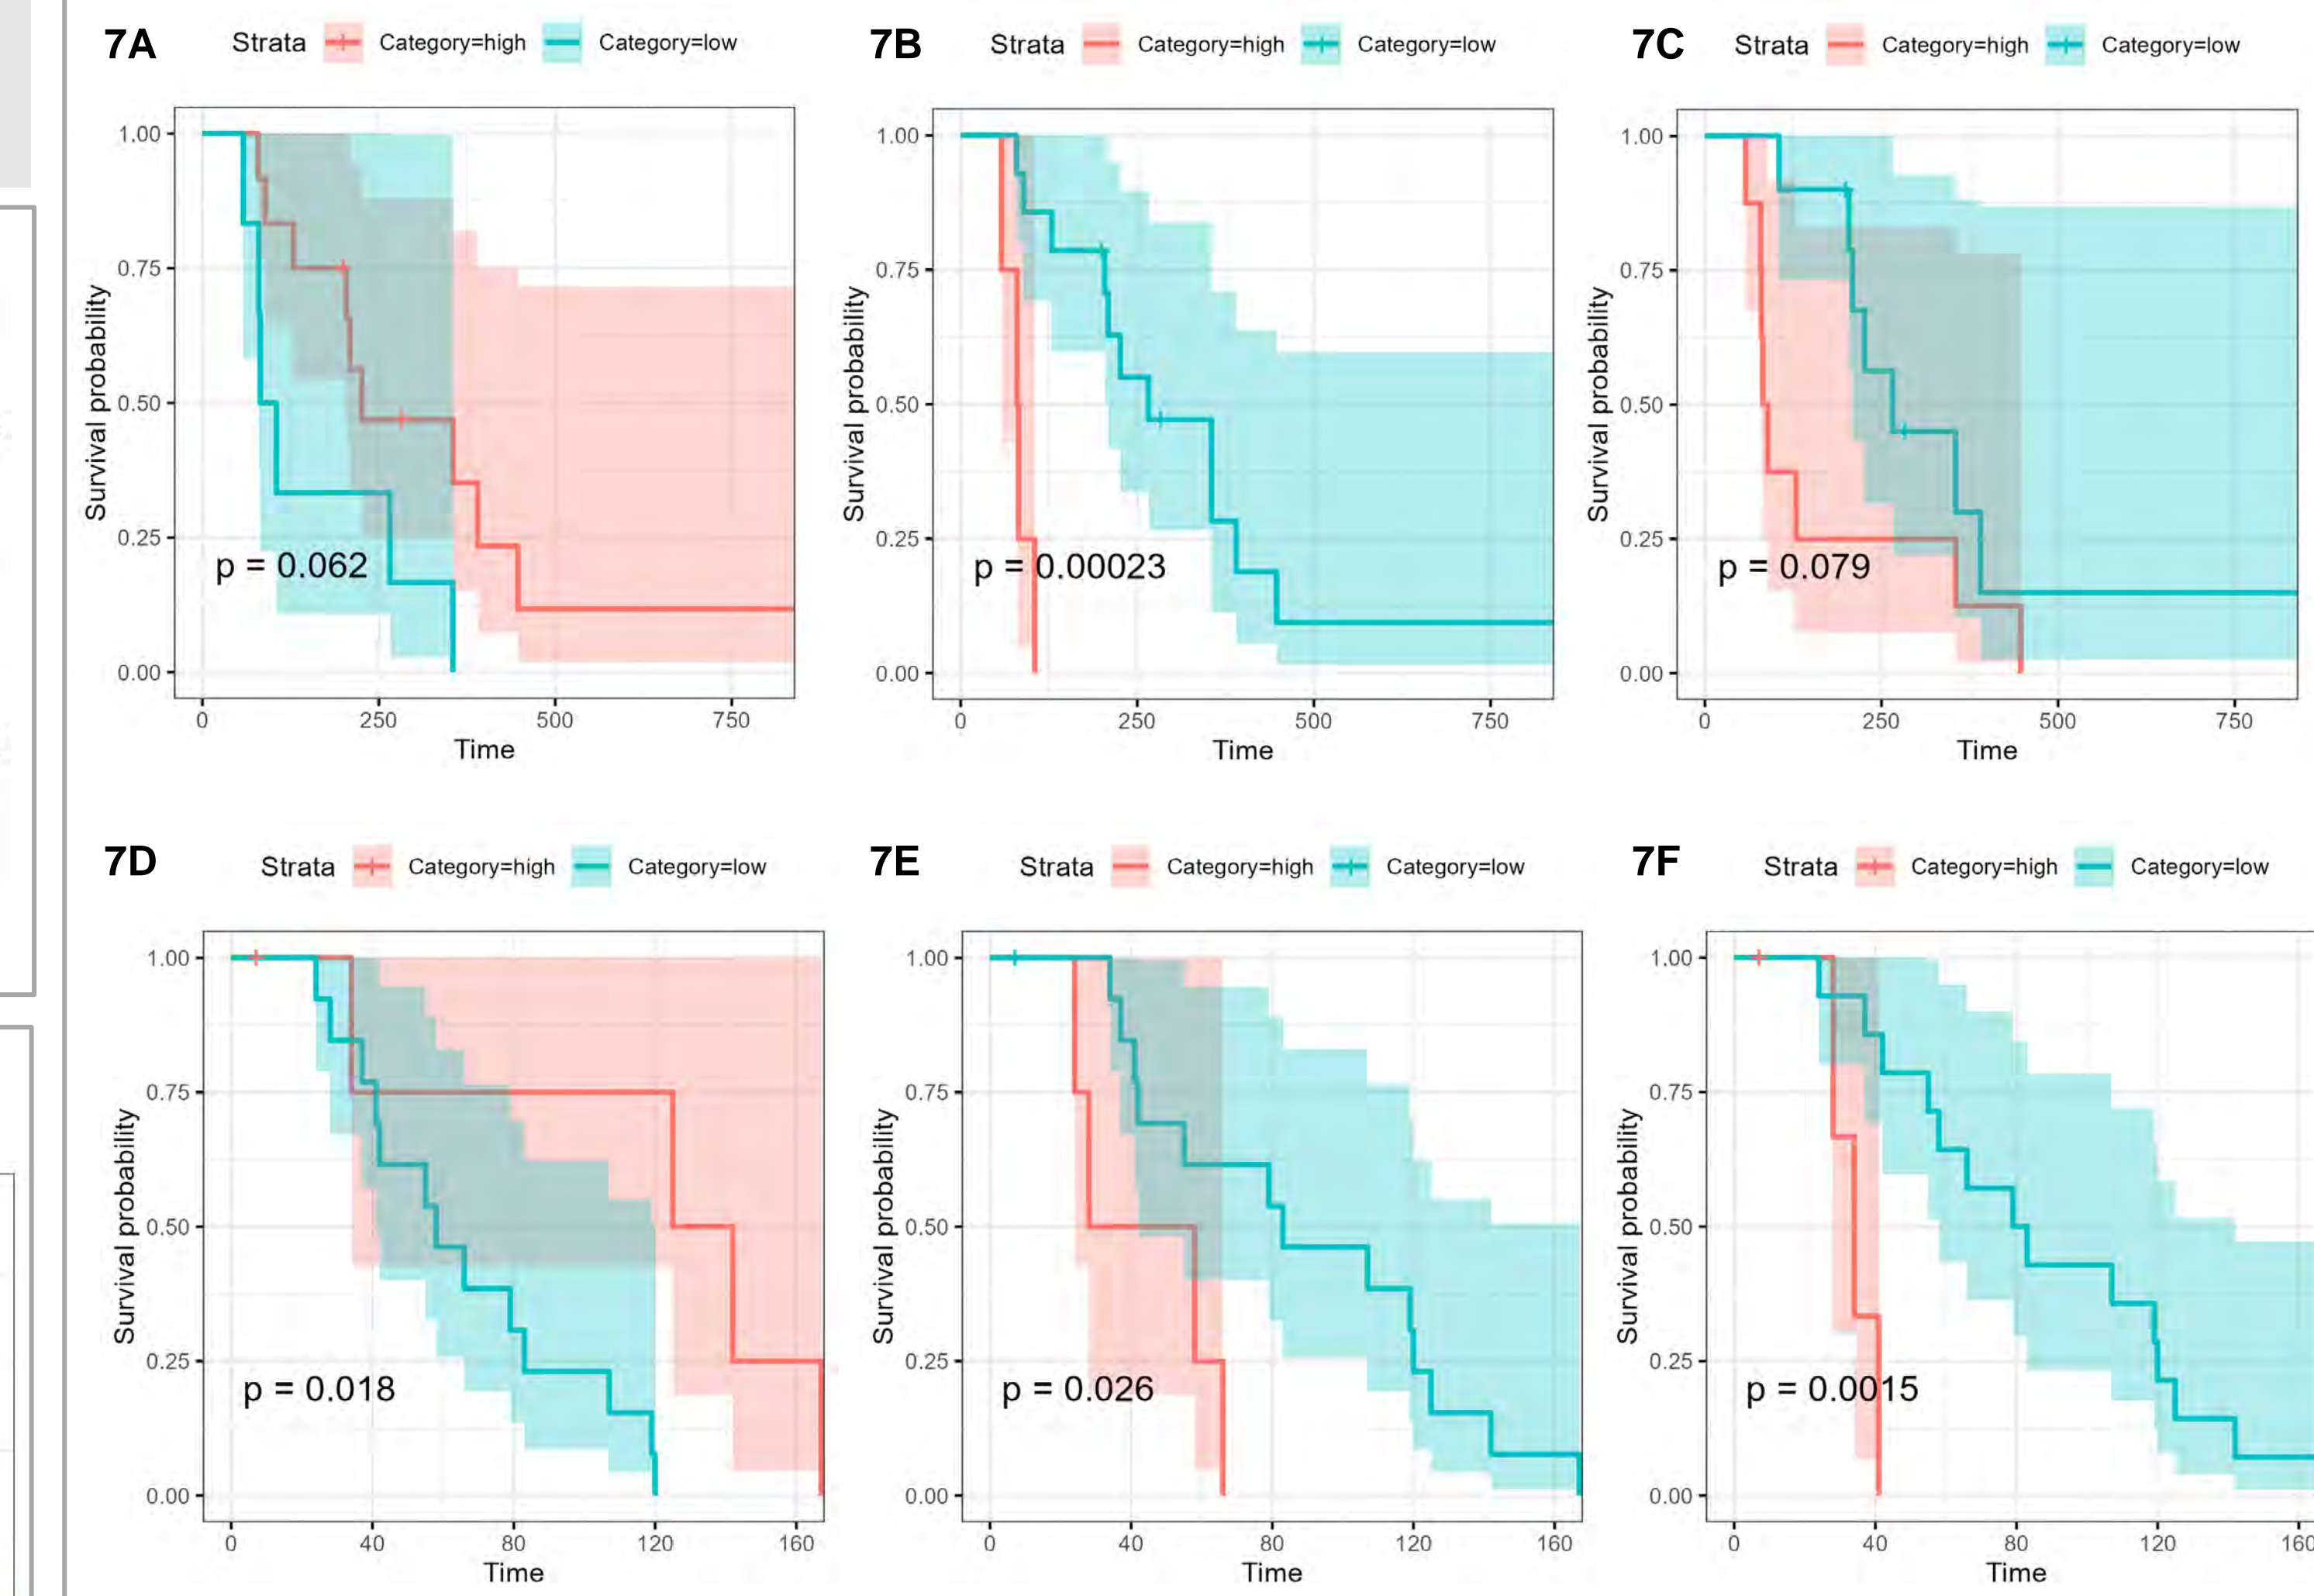 7A Strata Category=high Category=low
1.00
0.75
0.50
0.25
0.00
Survival probability
p = 0.062
0 250 500 750
Time
7B Strata Category=high Category=low
1.00
0.75
0.50
0.25
0.00
Survival probability
p = 0.00023
0 250 500 750
Time
7C Strata Category=high Category=low
1.00
0.75
0.50
0.25
0.00
Survival probability
p = 0.079
0 250 500 750
Time
7D Strata Category=high Category=low
1.00
0.75
0.50
0.25
0.00
Survival probability
p = 0.018
0 40 80 120 160
Time
7E Strata Category=high Category=low
1.00
0.75
0.50
0.25
0.00
Survival probability
p = 0.026
0 40 80 120 160
Time
7F Strata Category=high Category=low
1.00
0.75
0.50
0.25
0.00
Survival probability
p = 0.0015
0 40 80 120 160
Time